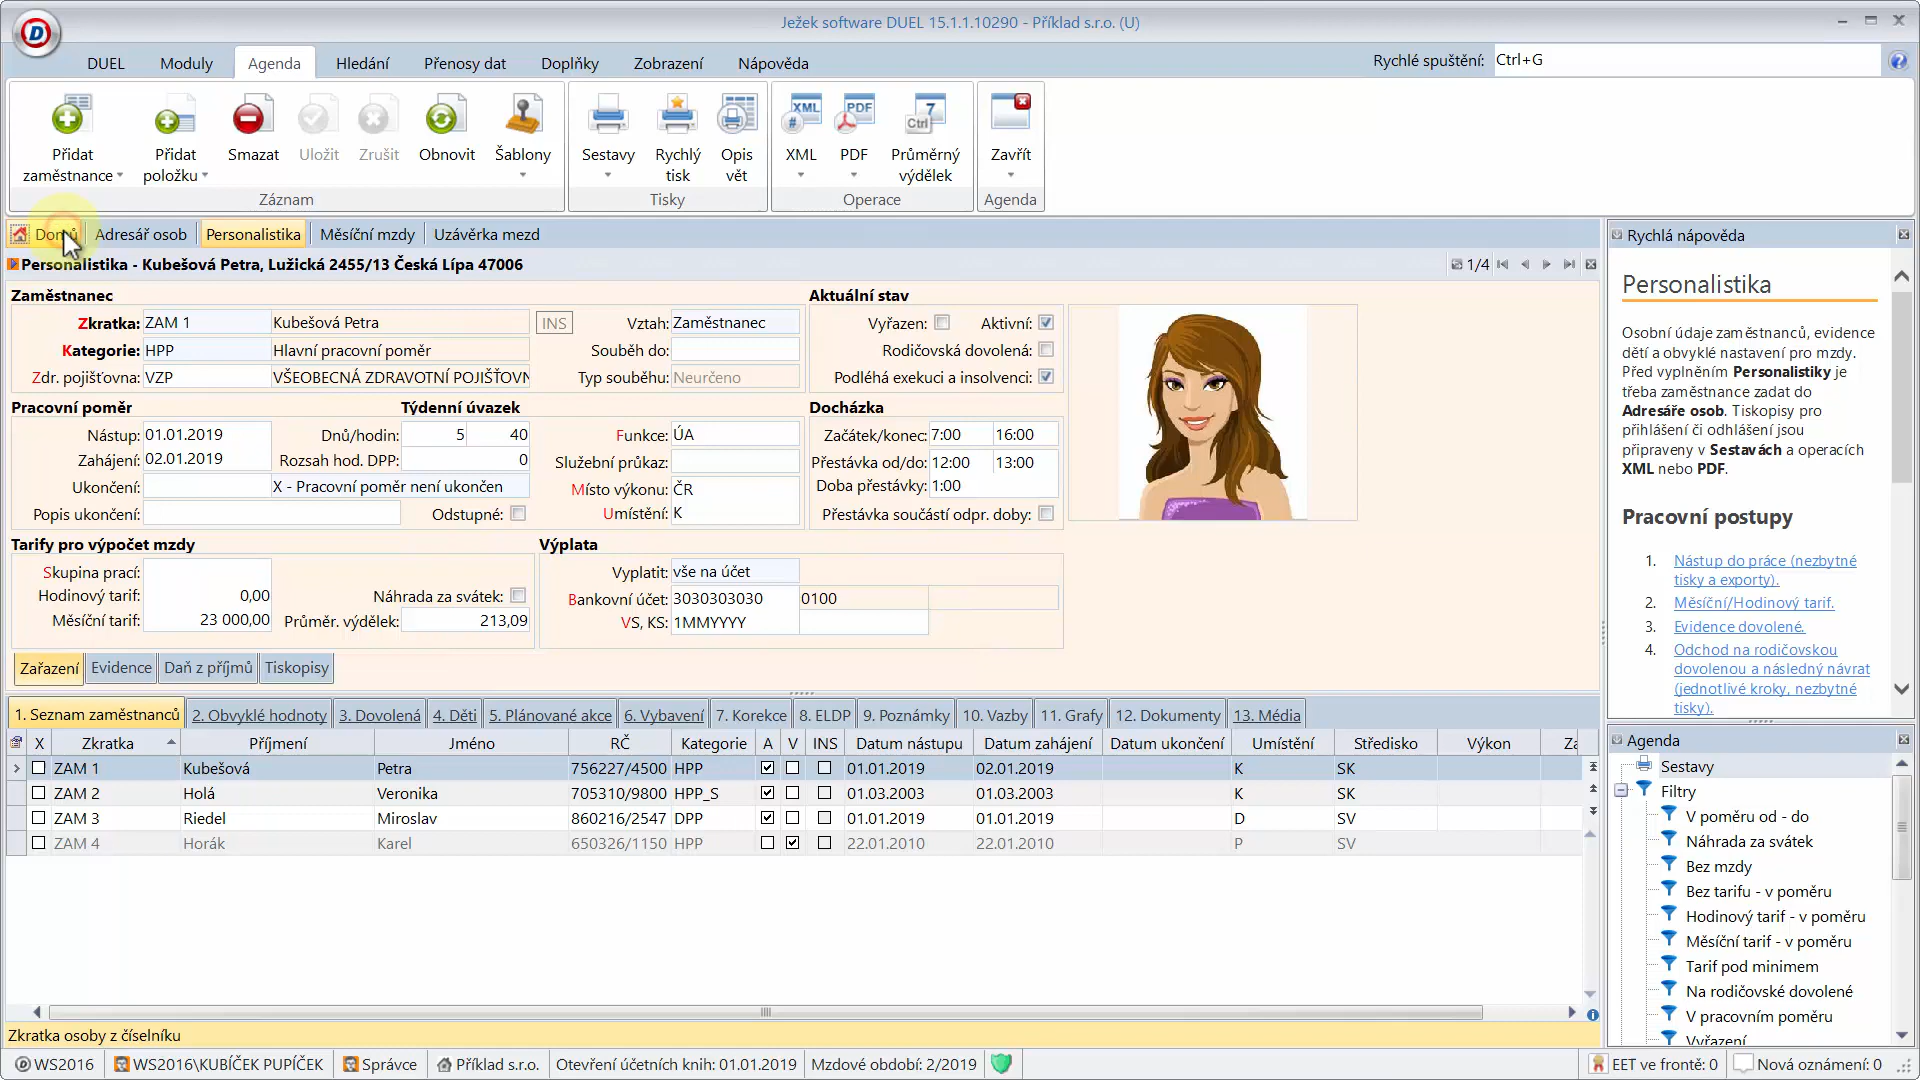 Ježek software DUEL 15.1.1.10290 - Příklad s.r.o. (U)
DUEL Moduly Agenda Hledání Přenosy dat Doplňky Zobrazení Nápověda Rychlé spuštění: Ctrl+G
Přidat zaměstnance Přidat položku Smazat Uložit Zrušit Obnovit Šablony Sestavy Rychlý tisk Opis vět XML PDF Průměrný výdělek Zavřít
Záznam Tisky Operace Agenda
Domů Adresář osob Personalistika Měsíční mzdy Uzávěrka mezd
Personalistika - Kubešová Petra, Lužická 2455/13 Česká Lípa 47006 1/4
Zaměstnanec
Zkratka: ZAM 1 Kubešová Petra INS Vztah: Zaměstnanec
Kategorie: HPP Hlavní pracovní poměr Souběh do:
Zdr. pojišťovna: VZP VŠEOBECNÁ ZDRAVOTNÍ POJIŠŤOVN Typ souběhu: Neurčeno
Aktuální stav
Vyřazen: Aktivní:
Rodičovská dovolená:
Podléhá exekuci a insolvenci:
Pracovní poměr Týdenní úvazek
Nástup: 01.01.2019 Dnů/hodin: 5 40 Funkce: ÚA
Zahájení: 02.01.2019 Rozsah hod. DPP: 0 Služební průkaz:
Ukončení: X - Pracovní poměr není ukončen Místo výkonu: ČR
Popis ukončení: Odstupné: Umístění: K
Docházka
Začátek/konec: 7:00 16:00
Přestávka od/do: 12:00 13:00
Doba přestávky: 1:00
Přestávka součástí odpr. doby:
Tarify pro výpočet mzdy
Skupina prací:
Hodinový tarif: 0,00 Náhrada za svátek:
Měsíční tarif: 23 000,00 Průměr. výdělek: 213,09
Výplata
Vyplatit: vše na účet
Bankovní účet: 3030303030 0100
VS, KS: 1MMYYYY
Zařazení Evidence Daň z příjmů Tiskopisy
1. Seznam zaměstnanců 2. Obvyklé hodnoty 3. Dovolená 4. Děti 5. Plánované akce 6. Vybavení 7. Korekce 8. ELDP 9. Poznámky 10. Vazby 11. Grafy 12. Dokumenty 13. Média
X Zkratka Příjmení Jméno RČ Kategorie A V INS Datum nástupu Datum zahájení Datum ukončení Umístění Středisko Výkon Za
ZAM 1 Kubešová Petra 756227/4500 HPP 01.01.2019 02.01.2019 K SK
ZAM 2 Holá Veronika 705310/9800 HPP_S 01.03.2003 01.03.2003 K SK
ZAM 3 Riedel Miroslav 860216/2547 DPP 01.01.2019 01.01.2019 D SV
ZAM 4 Horák Karel 650326/1150 HPP 22.01.2010 22.01.2010 P SV
Zkratka osoby z číselníku
WS2016 WS2016\KUBÍČEK PUPÍČEK Správce Příklad s.r.o. Otevření účetních knih: 01.01.2019 Mzdové období: 2/2019 EET ve frontě: 0 Nová oznámení: 0
Rychlá nápověda
Personalistika
Osobní údaje zaměstnanců, evidence
dětí a obvyklé nastavení pro mzdy.
Před vyplněním Personalistiky je
třeba zaměstnance zadat do
Adresáře osob. Tiskopisy pro
přihlášení či odhlášení jsou
připraveny v Sestavách a operacích
XML nebo PDF.
Pracovní postupy
1. Nástup do práce (nezbytné
tisky a exporty).
2. Měsíční/Hodinový tarif.
3. Evidence dovolené.
4. Odchod na rodičovskou
dovolenou a následný návrat
(jednotlivé kroky, nezbytné
tisky).
Agenda
Sestavy
Filtry
V poměru od - do
Náhrada za svátek
Bez mzdy
Bez tarifu - v poměru
Hodinový tarif - v poměru
Měsíční tarif - v poměru
Tarif pod minimem
Na rodičovské dovolené
V pracovním poměru
Vyřazení